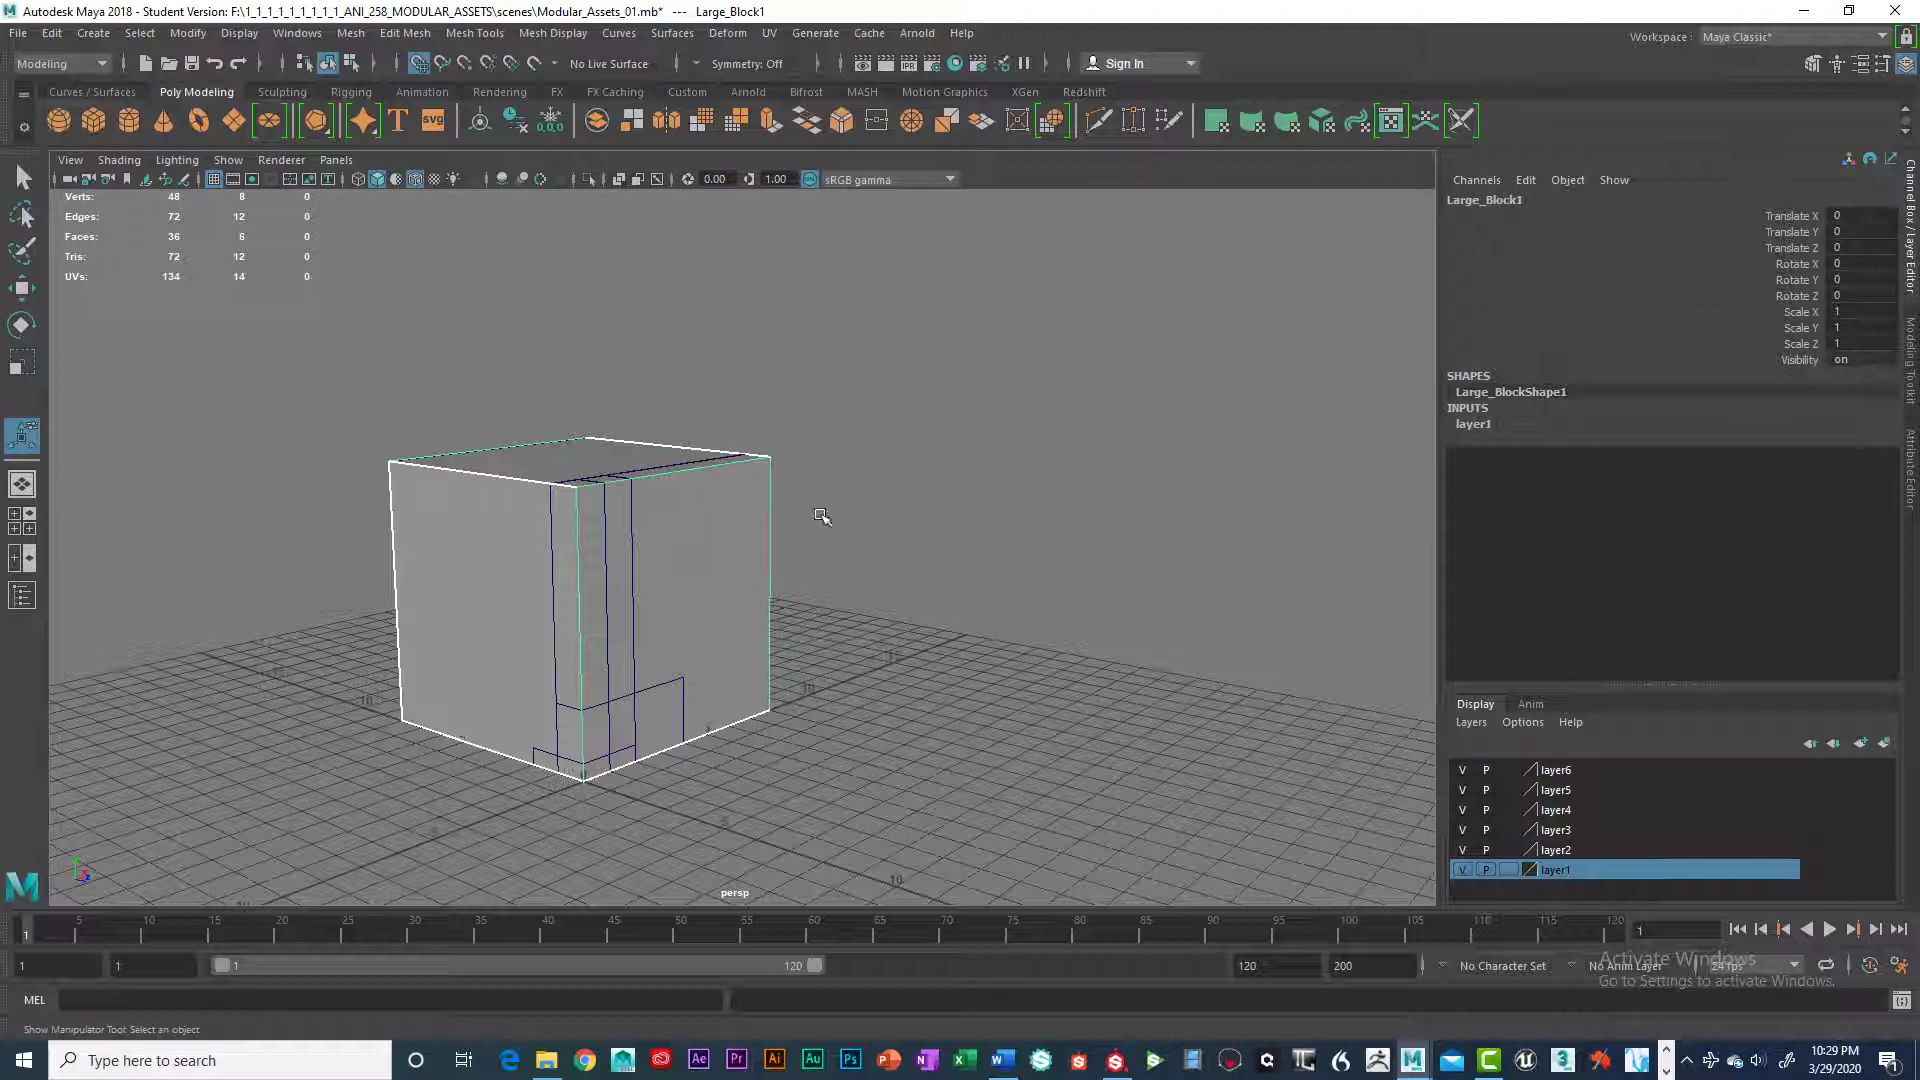 Autodesk Maya 2018 - Student Version: F:\1_1_1_1_1_1_1_1_ANI_258_MODULAR_ASSETS\scenes\Modular_Assets_01.mb*  ---  Large_Block1
File Edit Create Select Modify Display Windows Mesh Edit Mesh Mesh Tools Mesh Display Curves Surfaces Deform UV Generate Cache Arnold Help
Workspace : Maya Classic*
Modeling No Live Surface Symmetry: Off Sign In
Curves / Surfaces Poly Modeling Sculpting Rigging Animation Rendering FX FX Caching Custom Arnold Bifrost MASH Motion Graphics XGen Redshift
View Shading Lighting Show Renderer Panels
0.00 1.00 sRGB gamma
Verts: 48 8 0
Edges: 72 12 0
Faces: 36 6 0
Tris: 72 12 0
UVs: 134 14 0
persp
Channels Edit Object Show
Large_Block1
Translate X 0
Translate Y 0
Translate Z 0
Rotate X 0
Rotate Y 0
Rotate Z 0
Scale X 1
Scale Y 1
Scale Z 1
Visibility on
SHAPES
Large_BlockShape1
INPUTS
layer1
Channel Box / Layer Editor
Modeling Toolkit
Attribute Editor
Display Anim
Layers Options Help
V P layer6
V P layer5
V P layer4
V P layer3
V P layer2
V P layer1
5 10 15 20 25 30 35 40 45 50 55 60 65 70 75 80 85 90 95 100 105 110 115 120
1 1
1 1 1 120 120 200 No Character Set No Anim Layer 24 fps
Activate Windows
Go to Settings to activate Windows.
MEL
Show Manipulator Tool: Select an object
Type here to search
10:29 PM
3/29/2020